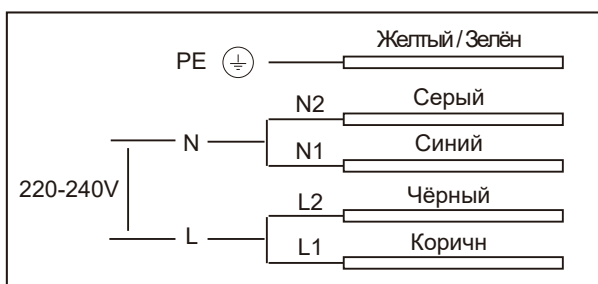 PE Желтый / Зелён
N2 Серый
N
N1 Синий
220-240V
L2 Чёрный
L
L1 Коричн